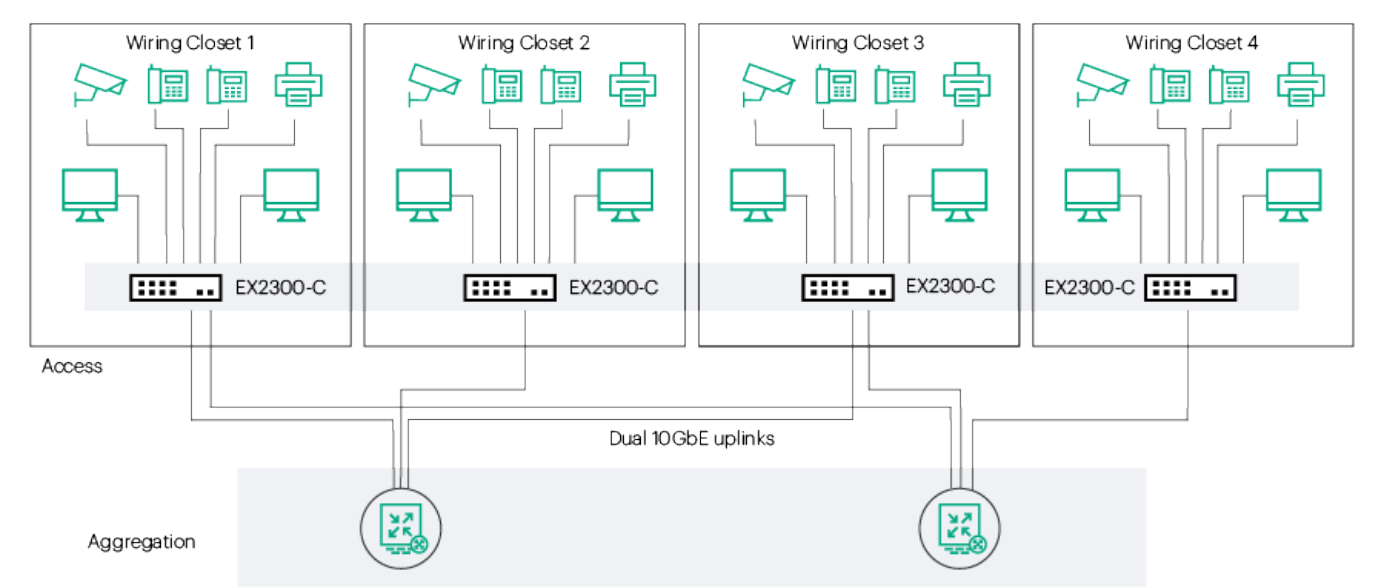 Wiring Closet 1
Wiring Closet 2
Wiring Closet 3
Wiring Closet 4
EX2300-C
EX2300-C
EX2300-C
EX2300-C
Access
Dual 10GbE uplinks
Aggregation